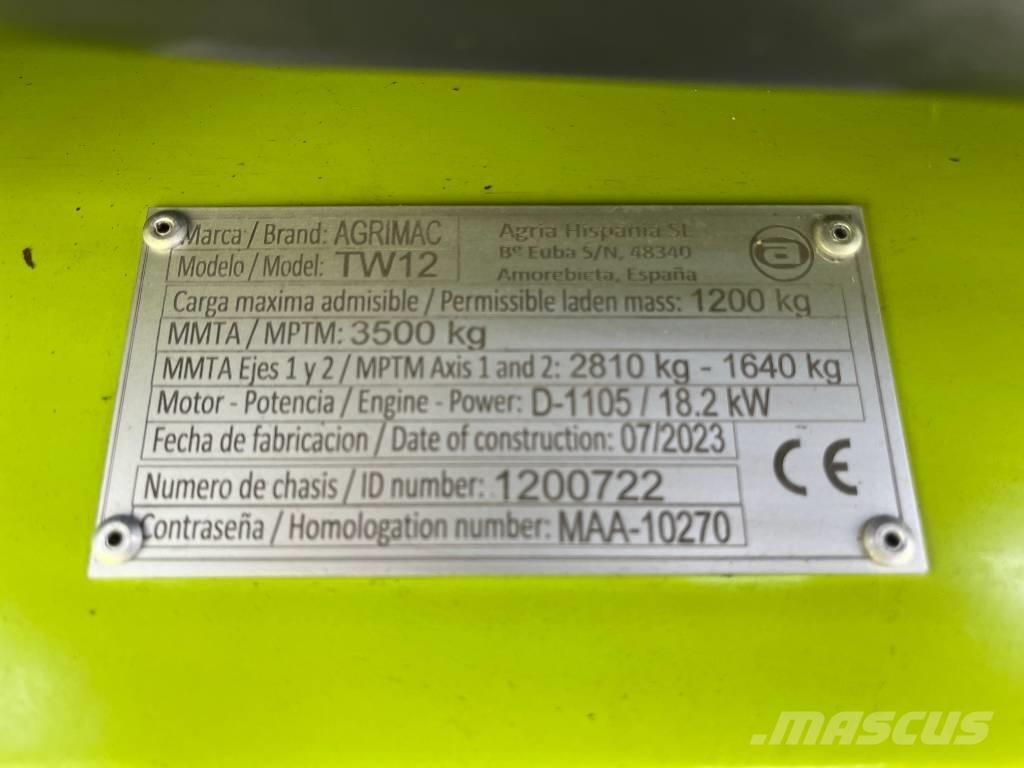 Marca / Brand: AGRIMAC
Modelo / Model: TW12
Agria Hispania SL
Bº Euba S/N, 48340
Amorebieta, España
a
Carga maxima admisible / Permissible laden mass: 1200 kg
MMTA / MPTM: 3500 kg
MMTA Ejes 1 y 2 / MPTM Axis 1 and 2: 2810 kg - 1640 kg
Motor - Potencia / Engine - Power: D-1105 / 18.2 kW
Fecha de fabricacion / Date of construction: 07/2023
CE
Numero de chasis / ID number: 1200722
Contraseña / Homologation number: MAA-10270
MASCUS